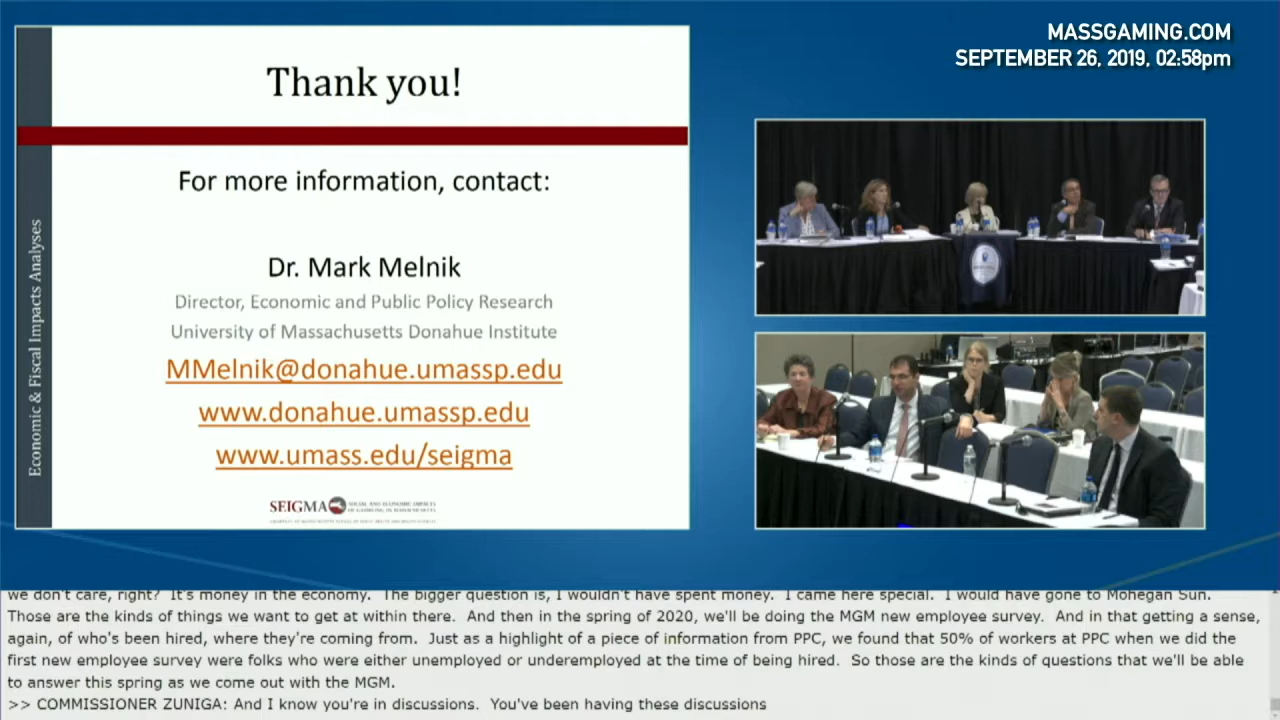 MASSGAMING.COM
SEPTEMBER 26, 2019, 02:58pm
Economic & Fiscal Impacts Analyses
Thank you!
For more information, contact:
Dr. Mark Melnik
Director, Economic and Public Policy Research
University of Massachusetts Donahue Institute
MMelnik@donahue.umassp.edu
www.donahue.umassp.edu
www.umass.edu/seigma
SEIGMA SOCIAL AND ECONOMIC IMPACTS
OF GAMBLING IN MASSACHUSETTS
we don't care, right? It's money in the economy. The bigger question is, I wouldn't have spent money. I came here special. I would have gone to Mohegan Sun.
Those are the kinds of things we want to get at within there. And then in the spring of 2020, we'll be doing the MGM new employee survey. And in that getting a sense,
again, of who's been hired, where they're coming from. Just as a highlight of a piece of information from PPC, we found that 50% of workers at PPC when we did the
first new employee survey were folks who were either unemployed or underemployed at the time of being hired. So those are the kinds of questions that we'll be able
to answer this spring as we come out with the MGM.
>> COMMISSIONER ZUNIGA: And I know you're in discussions. You've been having these discussions